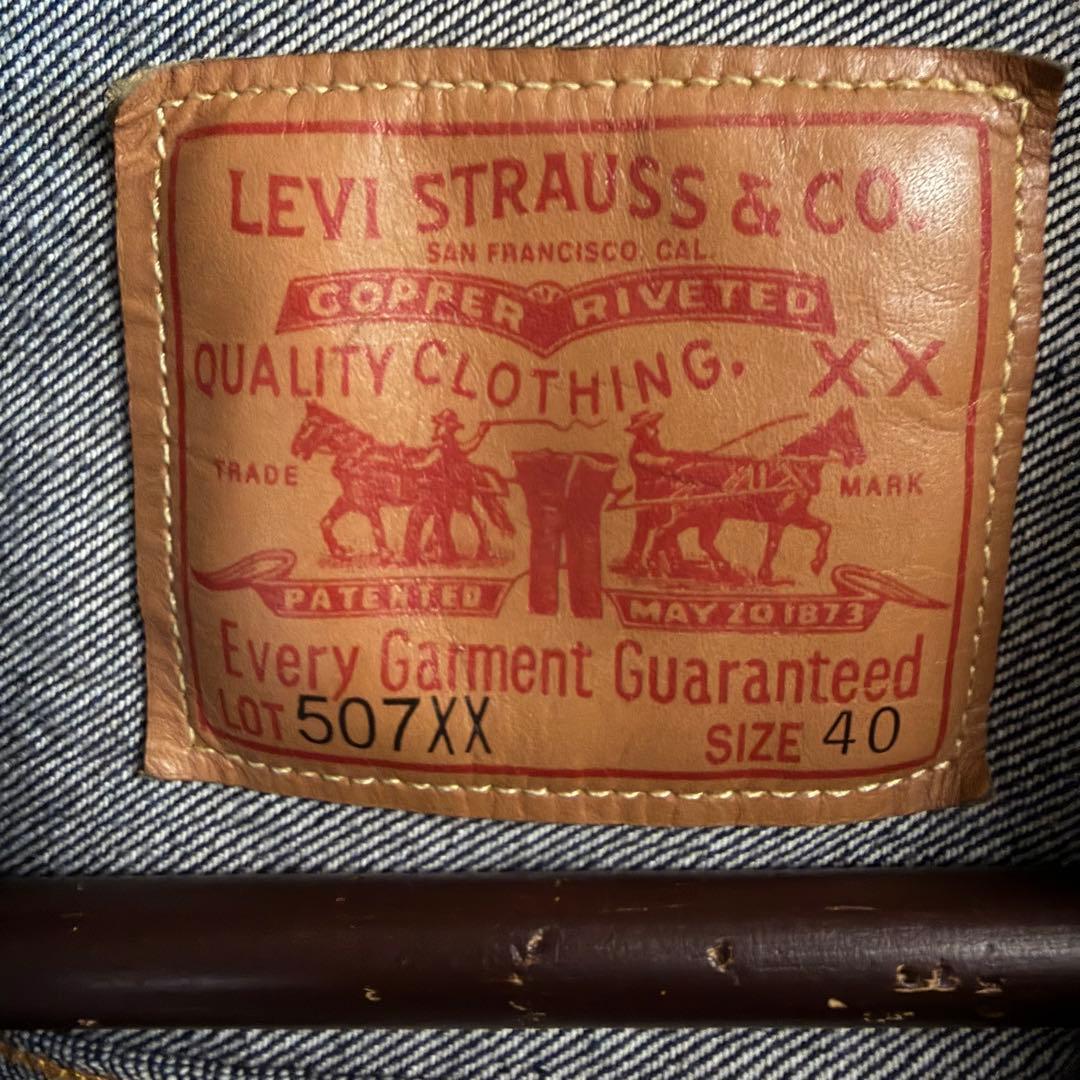 LEVI STRAUSS & CO.
SAN FRANCISCO, CAL.
COPPER RIVETED
QUALITY CLOTHING. XX
TRADE MARK
PATENTED MAY 20 1873
Every Garment Guaranteed
LOT 507XX SIZE 40